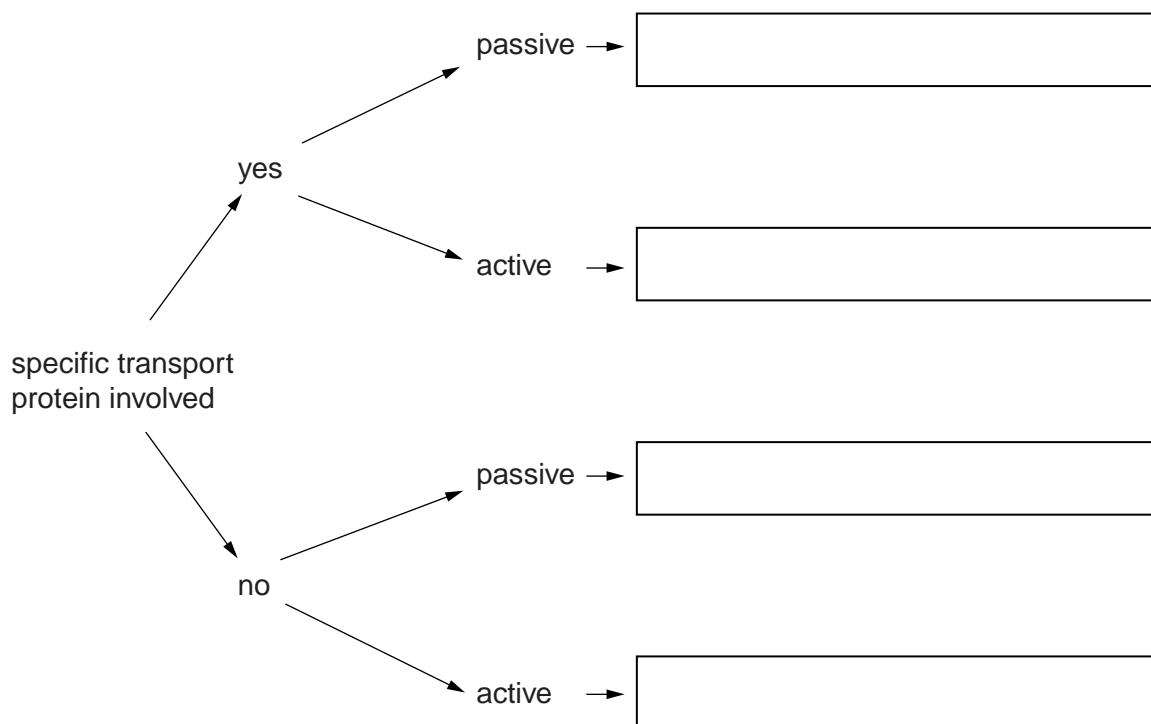 passive
yes
active
specific transport
protein involved
passive
no
active